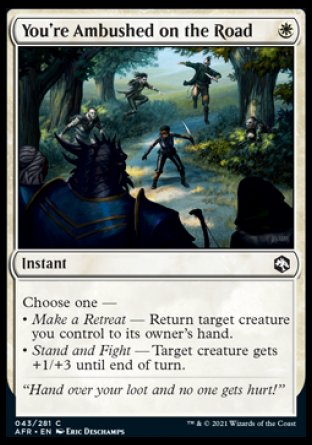 You're Ambushed on the Road
Instant
Choose one —
• Make a Retreat — Return target creature
you control to its owner's hand.
• Stand and Fight — Target creature gets
+1/+3 until end of turn.
"Hand over your loot and no one gets hurt!"
043/281 C
AFR • EN Eric Deschamps
™ & © 2021 Wizards of the Coast